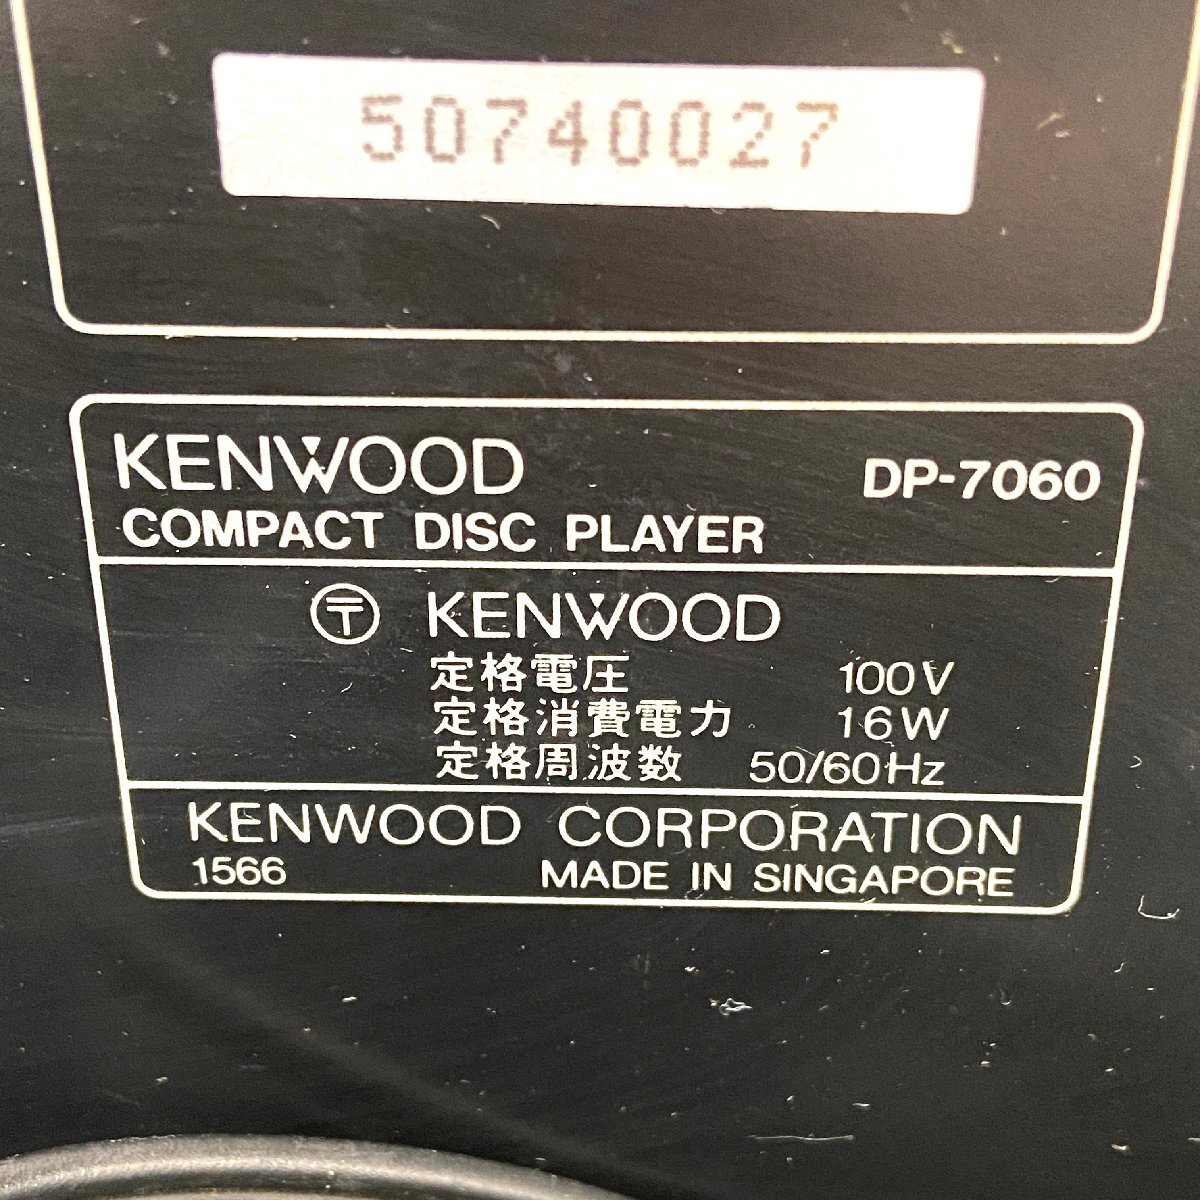 50740027
KENWOOD DP-7060
COMPACT DISC PLAYER
〒 KENWOOD
定格電圧 100V
定格消費電力 16W
定格周波数 50/60Hz
KENWOOD CORPORATION
1566 MADE IN SINGAPORE